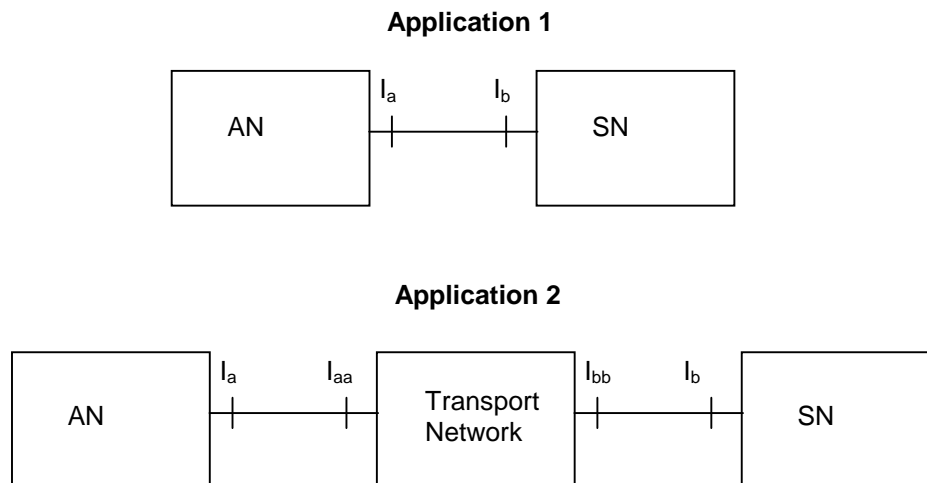 Application 1
Ia Ib
AN SN
Application 2
Ia Iaa Ibb Ib
AN Transport Network SN